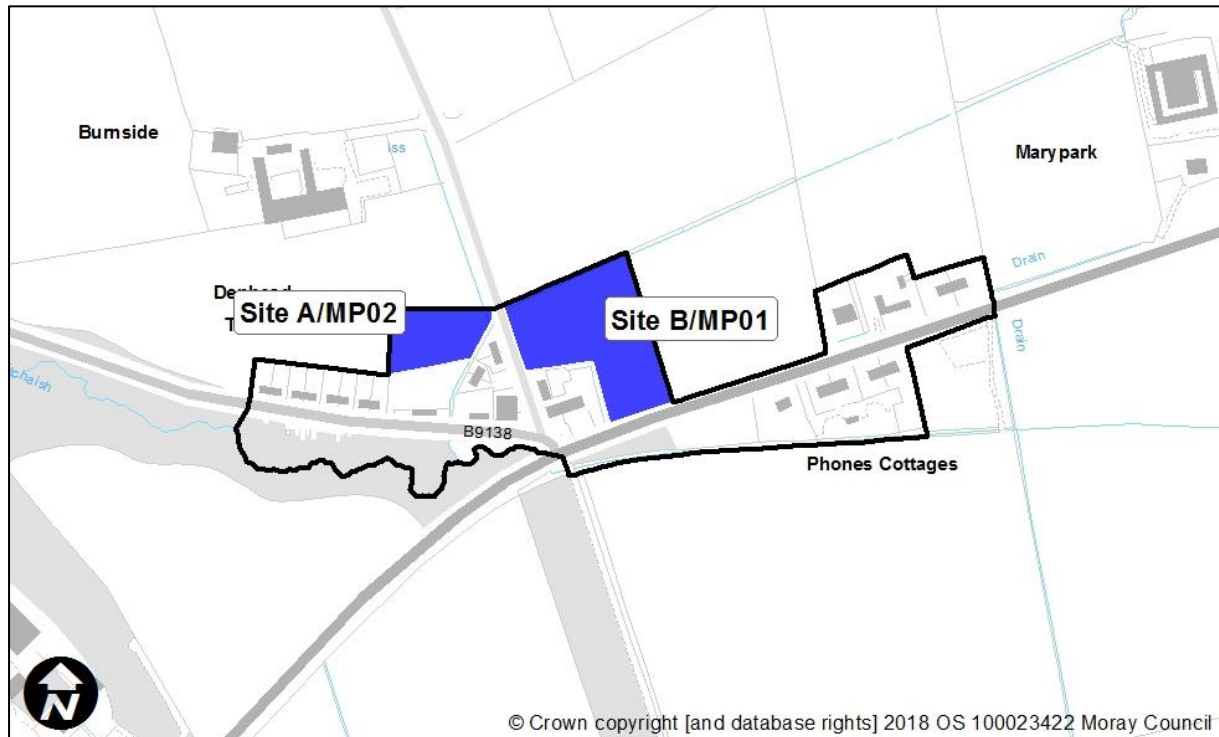 Burnside
Iss
Marypark
Drain
Site A/MP02
Site B/MP01
Drain
B9138
Phones Cottages
N
© Crown copyright [and database rights] 2018 OS 100023422 Moray Council